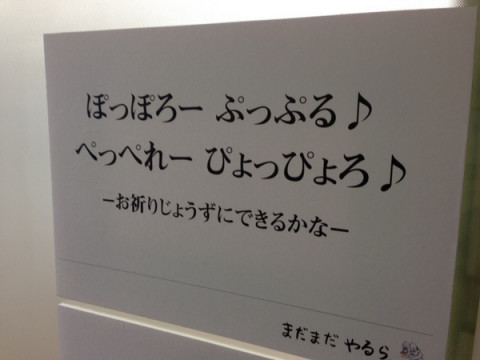 ぽっぽろー ぷっぷる♪
ぺっぺれー ぴょっぴょろ♪
ーお祈りじょうずにできるかなー
まだまだ やるら